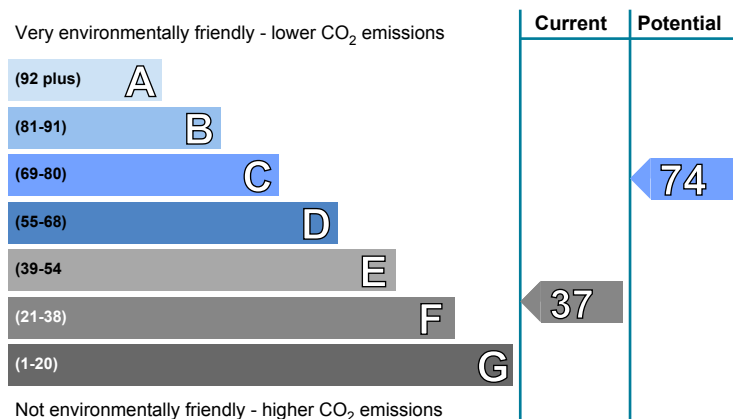 Current Potential
Very environmentally friendly - lower CO₂ emissions
(92 plus) A
(81-91) B
(69-80) C
74
(55-68) D
(39-54 E
(21-38) F
37
(1-20) G
Not environmentally friendly - higher CO₂ emissions